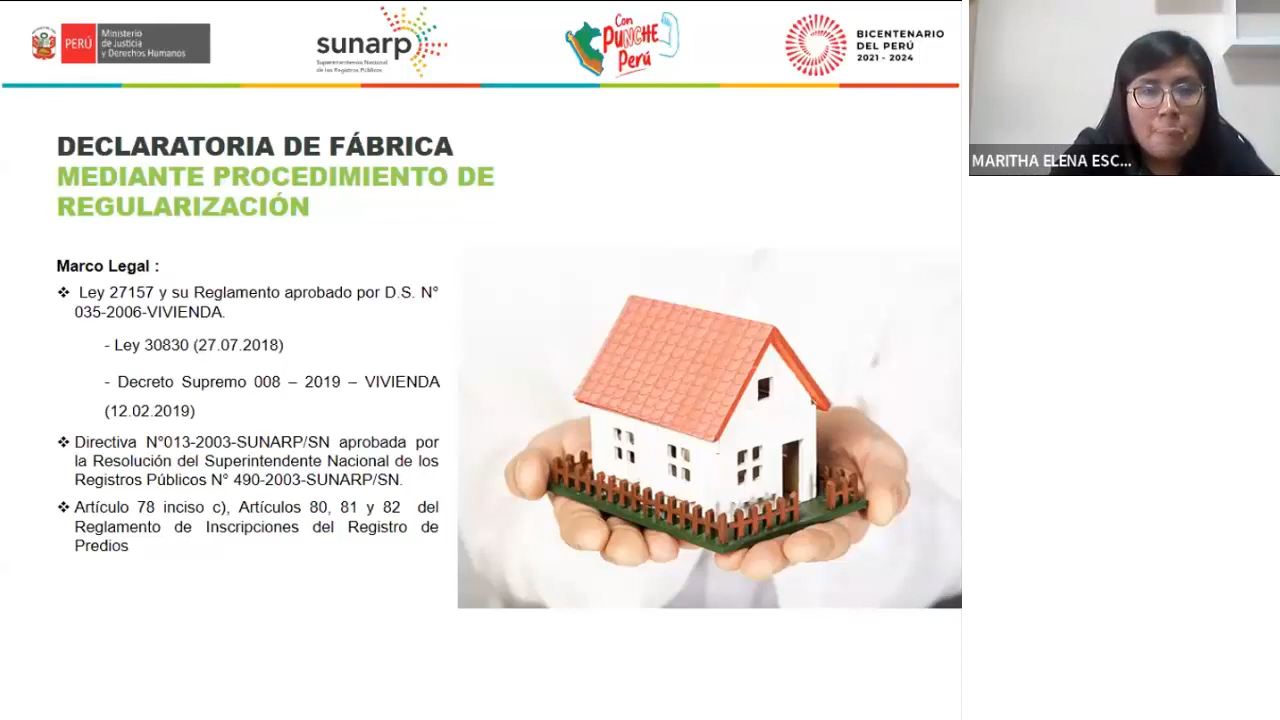 PERÚ
Ministerio
de Justicia
y Derechos Humanos
sunarp
Superintendencia Nacional
de los Registros Públicos
Con
PUNCHE
Perú
BICENTENARIO
DEL PERÚ
2021 - 2024
MARITHA ELENA ESC...
DECLARATORIA DE FÁBRICA
MEDIANTE PROCEDIMIENTO DE
REGULARIZACIÓN
Marco Legal :
❖ Ley 27157 y su Reglamento aprobado por D.S. N°
035-2006-VIVIENDA.
- Ley 30830 (27.07.2018)
- Decreto Supremo 008 – 2019 – VIVIENDA
(12.02.2019)
❖ Directiva N°013-2003-SUNARP/SN aprobada por
la Resolución del Superintendente Nacional de los
Registros Públicos N° 490-2003-SUNARP/SN.
❖ Artículo 78 inciso c), Artículos 80, 81 y 82 del
Reglamento de Inscripciones del Registro de
Predios